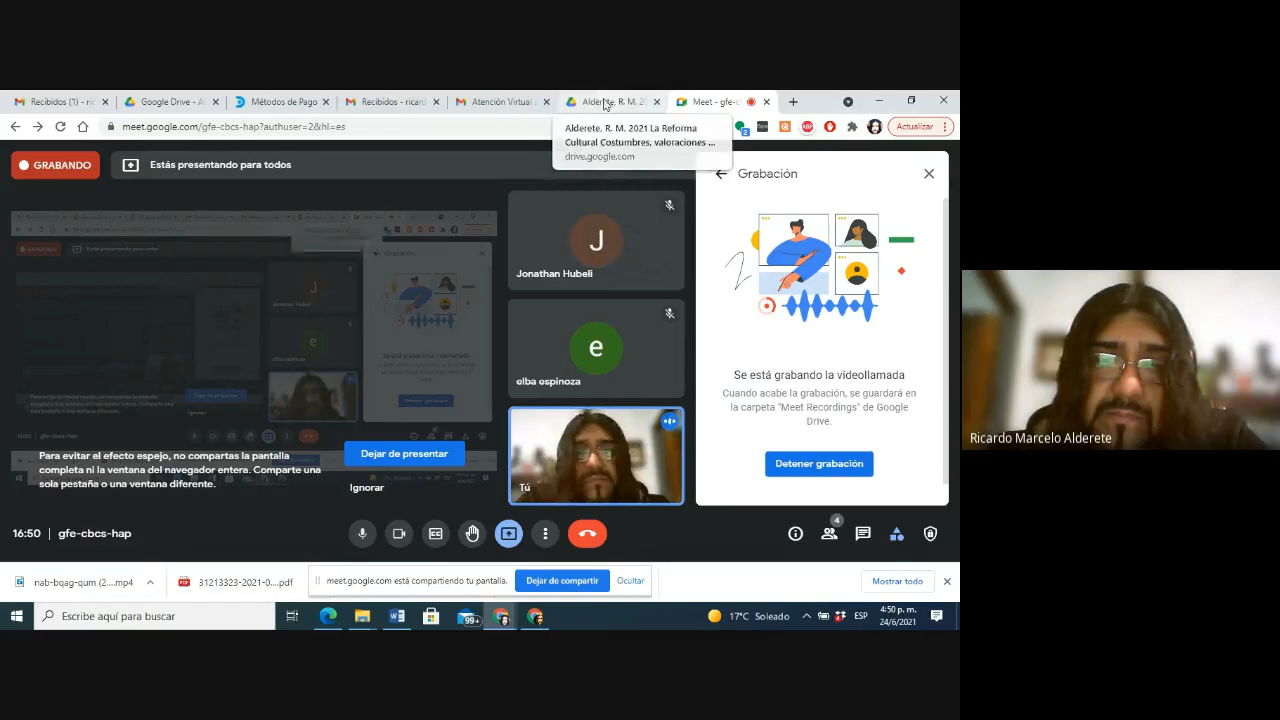 Recibidos (1) - ric
Google Drive - A
Métodos de Pago
Recibidos - ricard
Atención Virtual
Alderete, R. M. 20
Meet - gfe-c
meet.google.com/gfe-cbcs-hap?authuser=2&hl=es
ABP
Actualizar
Alderete. R. M. 2021 La Reforma
Cultural Costumbres, valoraciones ...
drive.google.com
GRABANDO
Estás presentando para todos
Grabación
J
Jonathan Hubeli
e
elba espinoza
Tú
Se está grabando la videollamada
Cuando acabe la grabación, se guardará en
la carpeta "Meet Recordings" de Google
Drive.
Detener grabación
Para evitar el efecto espejo, no compartas la pantalla
completa ni la ventana del navegador entera. Comparte una
sola pestaña o una ventana diferente.
Dejar de presentar
Ignorar
Ricardo Marcelo Alderete
16:50 | gfe-cbcs-hap
4
nab-bqag-qum (2....mp4
31213323-2021-0....pdf
meet.google.com está compartiendo tu pantalla.
Dejar de compartir
Ocultar
Mostrar todo
Escribe aquí para buscar
99+
17°C Soleado
ESP
4:50 p. m.
24/6/2021